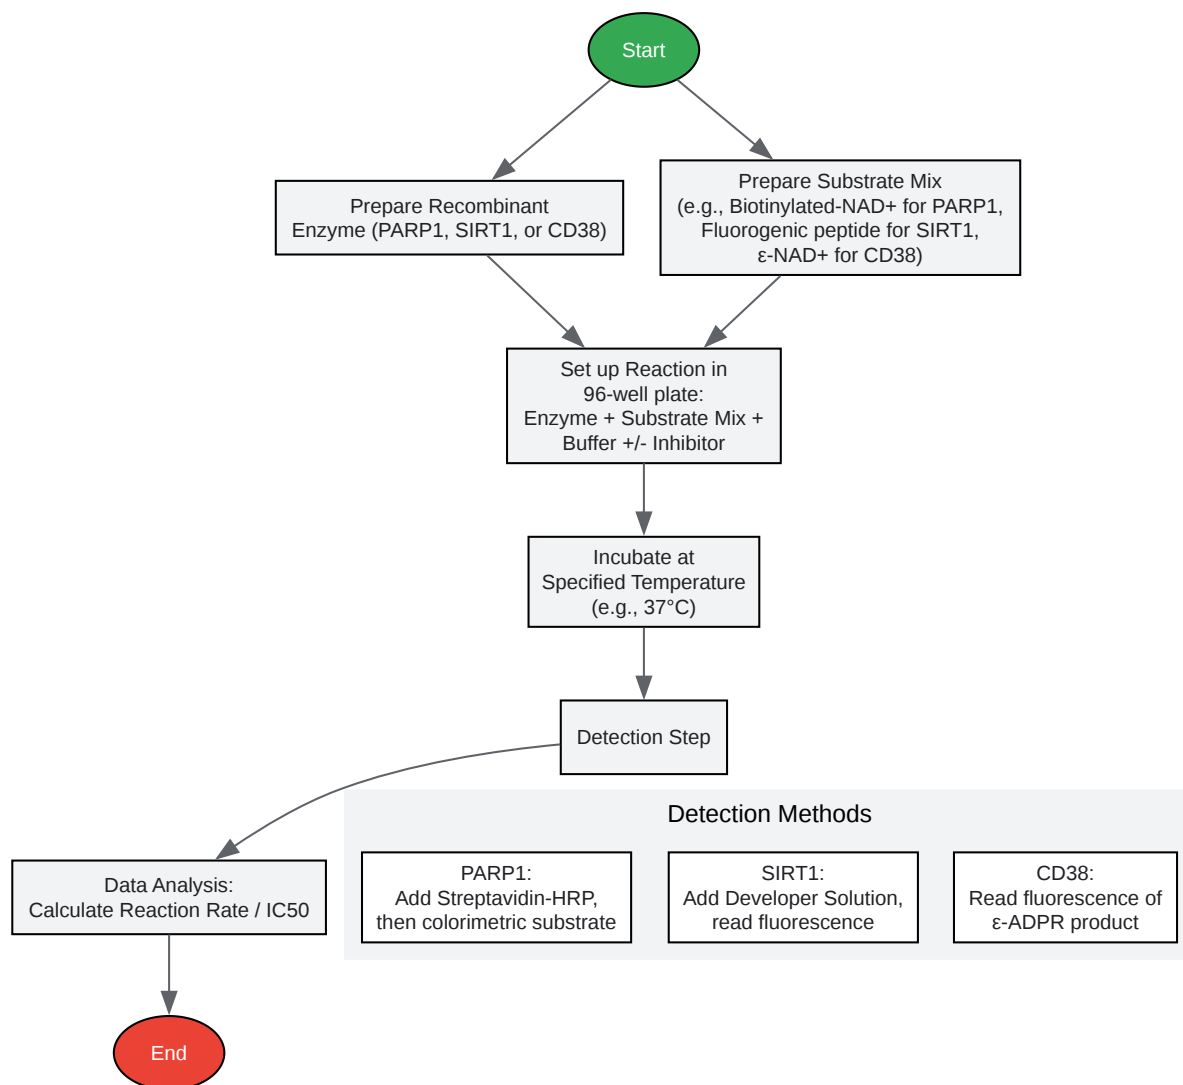 Start
Prepare Recombinant
Enzyme (PARP1, SIRT1, or CD38)
Prepare Substrate Mix
(e.g., Biotinylated-NAD+ for PARP1,
Fluorogenic peptide for SIRT1,
ε-NAD+ for CD38)
Set up Reaction in
96-well plate:
Enzyme + Substrate Mix +
Buffer +/- Inhibitor
Incubate at
Specified Temperature
(e.g., 37°C)
Detection Step
Detection Methods
PARP1:
Add Streptavidin-HRP,
then colorimetric substrate
SIRT1:
Add Developer Solution,
read fluorescence
CD38:
Read fluorescence of
ε-ADPR product
Data Analysis:
Calculate Reaction Rate / IC50
End